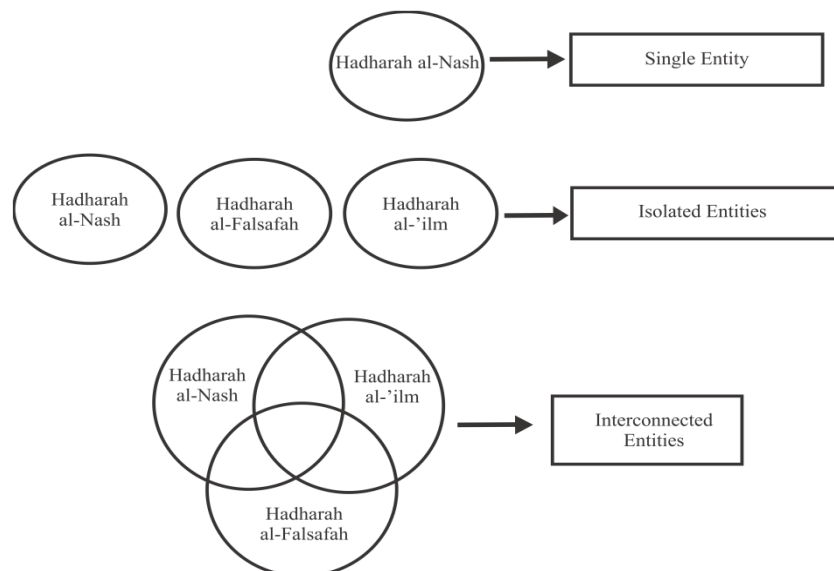 Hadharah al-Nash
Single Entity
Hadharah
al-Nash
Hadharah
al-Falsafah
Hadharah
al-’ilm
Isolated Entities
Hadharah
al-Nash
Hadharah
al-’ilm
Hadharah
al-Falsafah
Interconnected
Entities